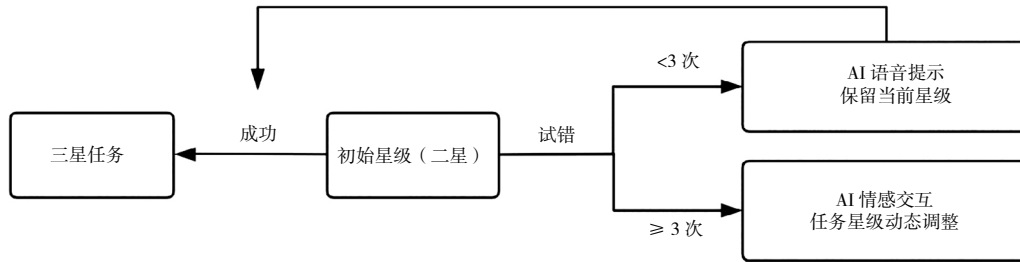 <3 次
AI 语音提示
保留当前星级
三星任务
成功
初始星级（二星）
试错
AI 情感交互
任务星级动态调整
≥ 3 次